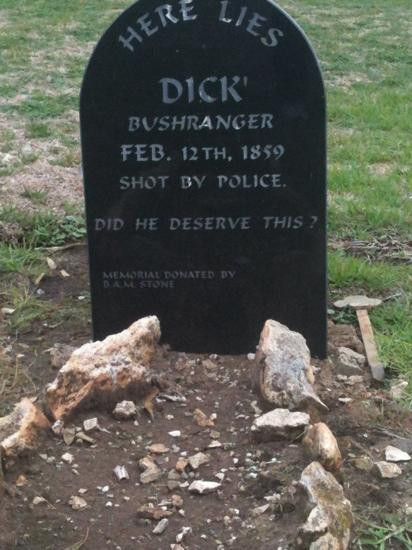 HERE LIES
DICK'
BUSHRANGER
FEB. 12TH, 1859
SHOT BY POLICE.
DID HE DESERVE THIS?
MEMORIAL DONATED BY
B.A.M. STONE